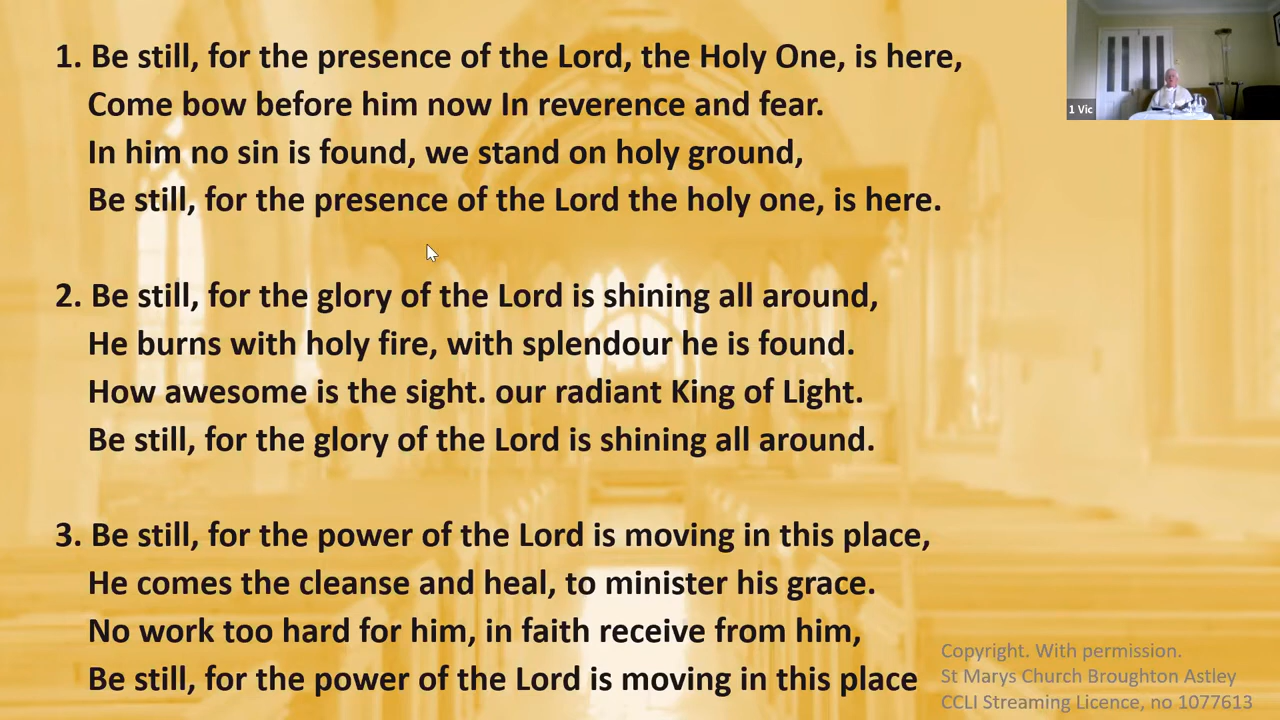 1. Be still, for the presence of the Lord, the Holy One, is here,
Come bow before him now In reverence and fear.
In him no sin is found, we stand on holy ground,
Be still, for the presence of the Lord the holy one, is here.
2. Be still, for the glory of the Lord is shining all around,
He burns with holy fire, with splendour he is found.
How awesome is the sight. our radiant King of Light.
Be still, for the glory of the Lord is shining all around.
3. Be still, for the power of the Lord is moving in this place,
He comes the cleanse and heal, to minister his grace.
No work too hard for him, in faith receive from him,
Be still, for the power of the Lord is moving in this place
Copyright. With permission.
St Marys Church Broughton Astley
CCLI Streaming Licence, no 1077613
1 Vic